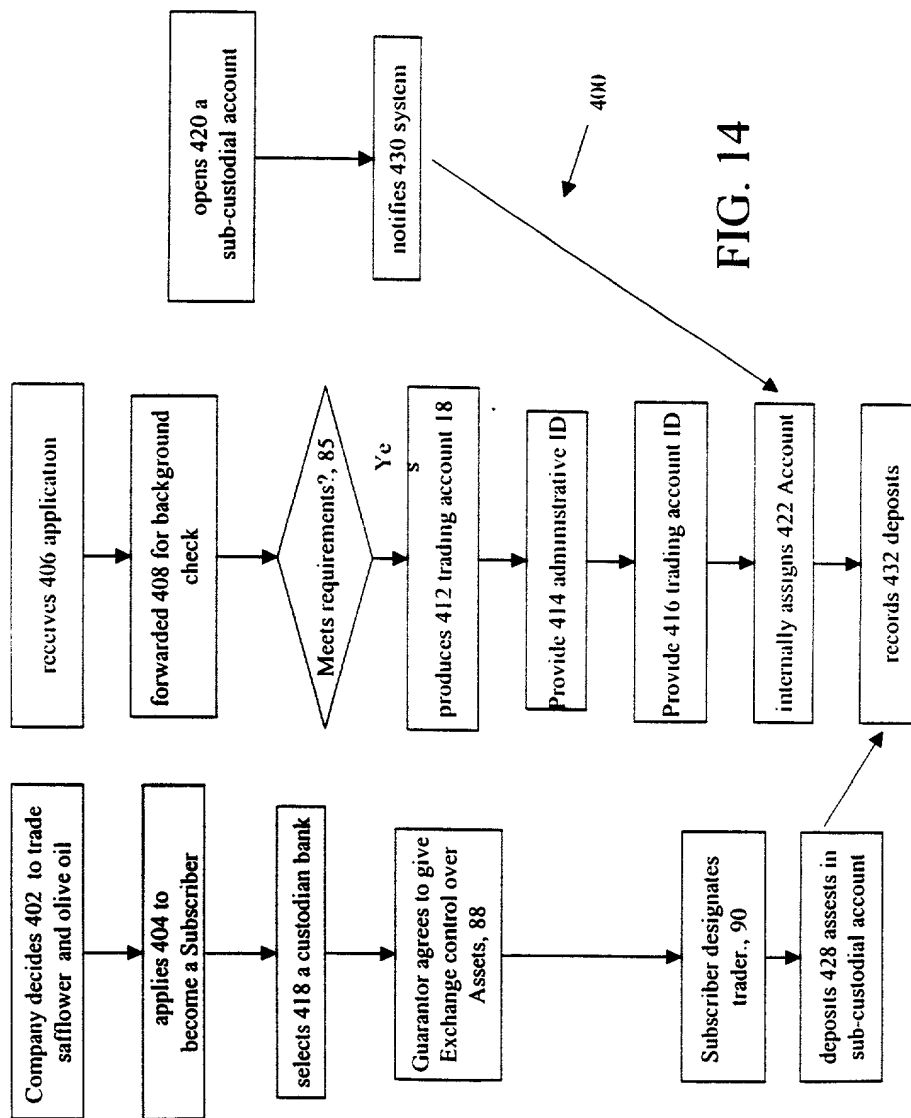 Company decides 402 to trade
safflower and olive oil
applies 404 to
become a Subscriber
selects 418 a custodian bank
Guarantor agrees to give
Exchange control over
Assets, 88
Subscriber designates
trader., 90
deposits 428 assests in
sub-custodial account
receives 406 application
forwarded 408 for background
check
Meets requirements?, 85
Ye
s
produces 412 trading account 18
Provide 414 administrative ID
Provide 416 trading account ID
internally assigns 422 Account
records 432 deposits
opens 420 a
sub-custodial account
notifies 430 system
400
FIG. 14